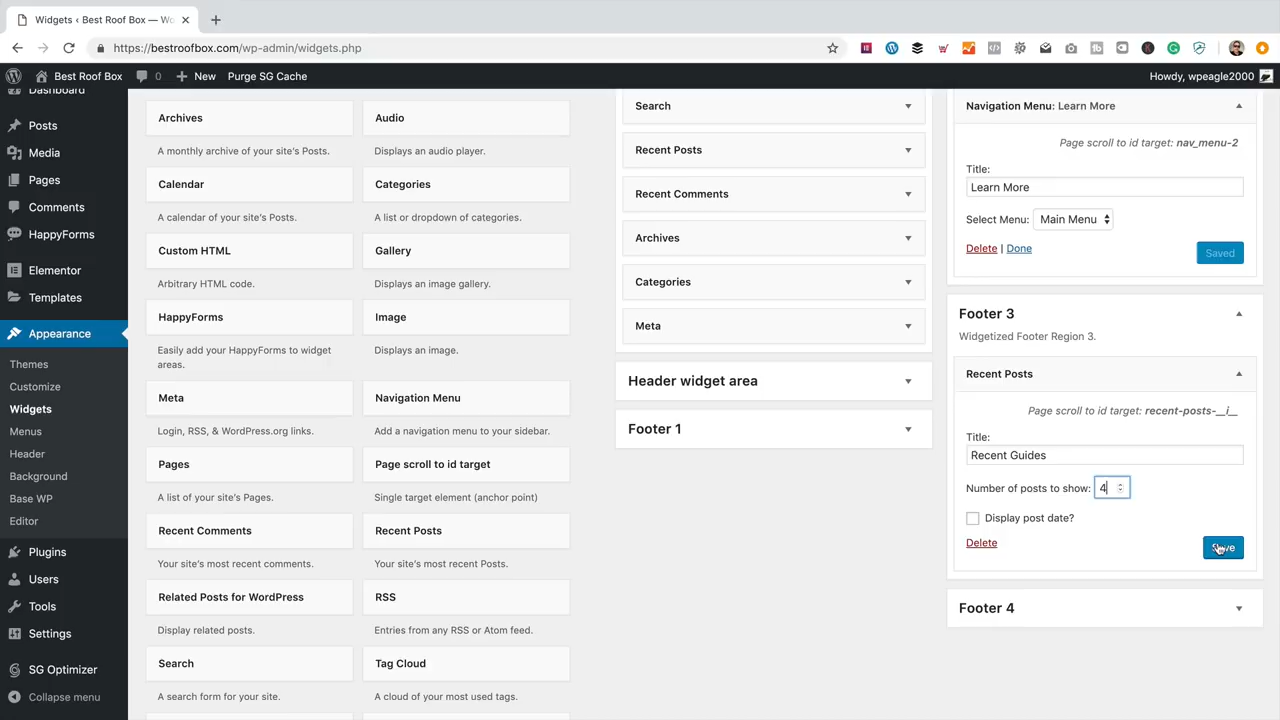 Widgets ‹ Best Roof Box — Wo
https://bestroofbox.com/wp-admin/widgets.php
Best Roof Box 0 New Purge SG Cache Howdy, wpeagle2000
Dashboard
Posts
Media
Pages
Comments
HappyForms
Elementor
Templates
Appearance
Themes
Customize
Widgets
Menus
Header
Background
Base WP
Editor
Plugins
Users
Tools
Settings
SG Optimizer
Collapse menu
Archives
A monthly archive of your site's Posts.
Audio
Displays an audio player.
Calendar
A calendar of your site's Posts.
Categories
A list or dropdown of categories.
Custom HTML
Arbitrary HTML code.
Gallery
Displays an image gallery.
HappyForms
Easily add your HappyForms to widget
areas.
Image
Displays an image.
Meta
Login, RSS, & WordPress.org links.
Navigation Menu
Add a navigation menu to your sidebar.
Pages
A list of your site's Pages.
Page scroll to id target
Single target element (anchor point)
Recent Comments
Your site's most recent comments.
Recent Posts
Your site's most recent Posts.
Related Posts for WordPress
Display related posts.
RSS
Entries from any RSS or Atom feed.
Search
A search form for your site.
Tag Cloud
A cloud of your most used tags.
Search
Recent Posts
Recent Comments
Archives
Categories
Meta
Header widget area
Footer 1
Navigation Menu: Learn More
Page scroll to id target: nav_menu-2
Title:
Learn More
Select Menu: Main Menu
Delete | Done
Saved
Footer 3
Widgetized Footer Region 3.
Recent Posts
Page scroll to id target: recent-posts-__i__
Title:
Recent Guides
Number of posts to show: 4
Display post date?
Delete
Save
Footer 4